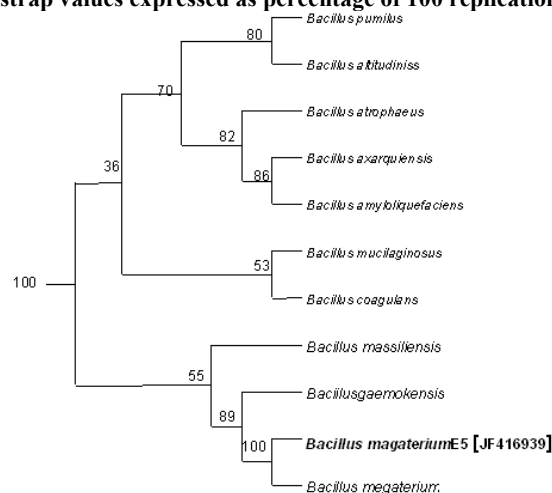 strap values expressed as percentage of 100 replication
Bacillus pumilus
80
Bacillus altitudiniss
70
Bacillus atrophaeus
82
Bacillus axarquiensis
36
86
Bacillus amyloliquefaciens
Bacillus mucilaginosus
53
100
Bacillus coagulans
Bacillus massiliensis
55
Bacillusgaemokensis
89
Bacillus magateriumE5 [JF416939]
100
Bacillus megaterium.